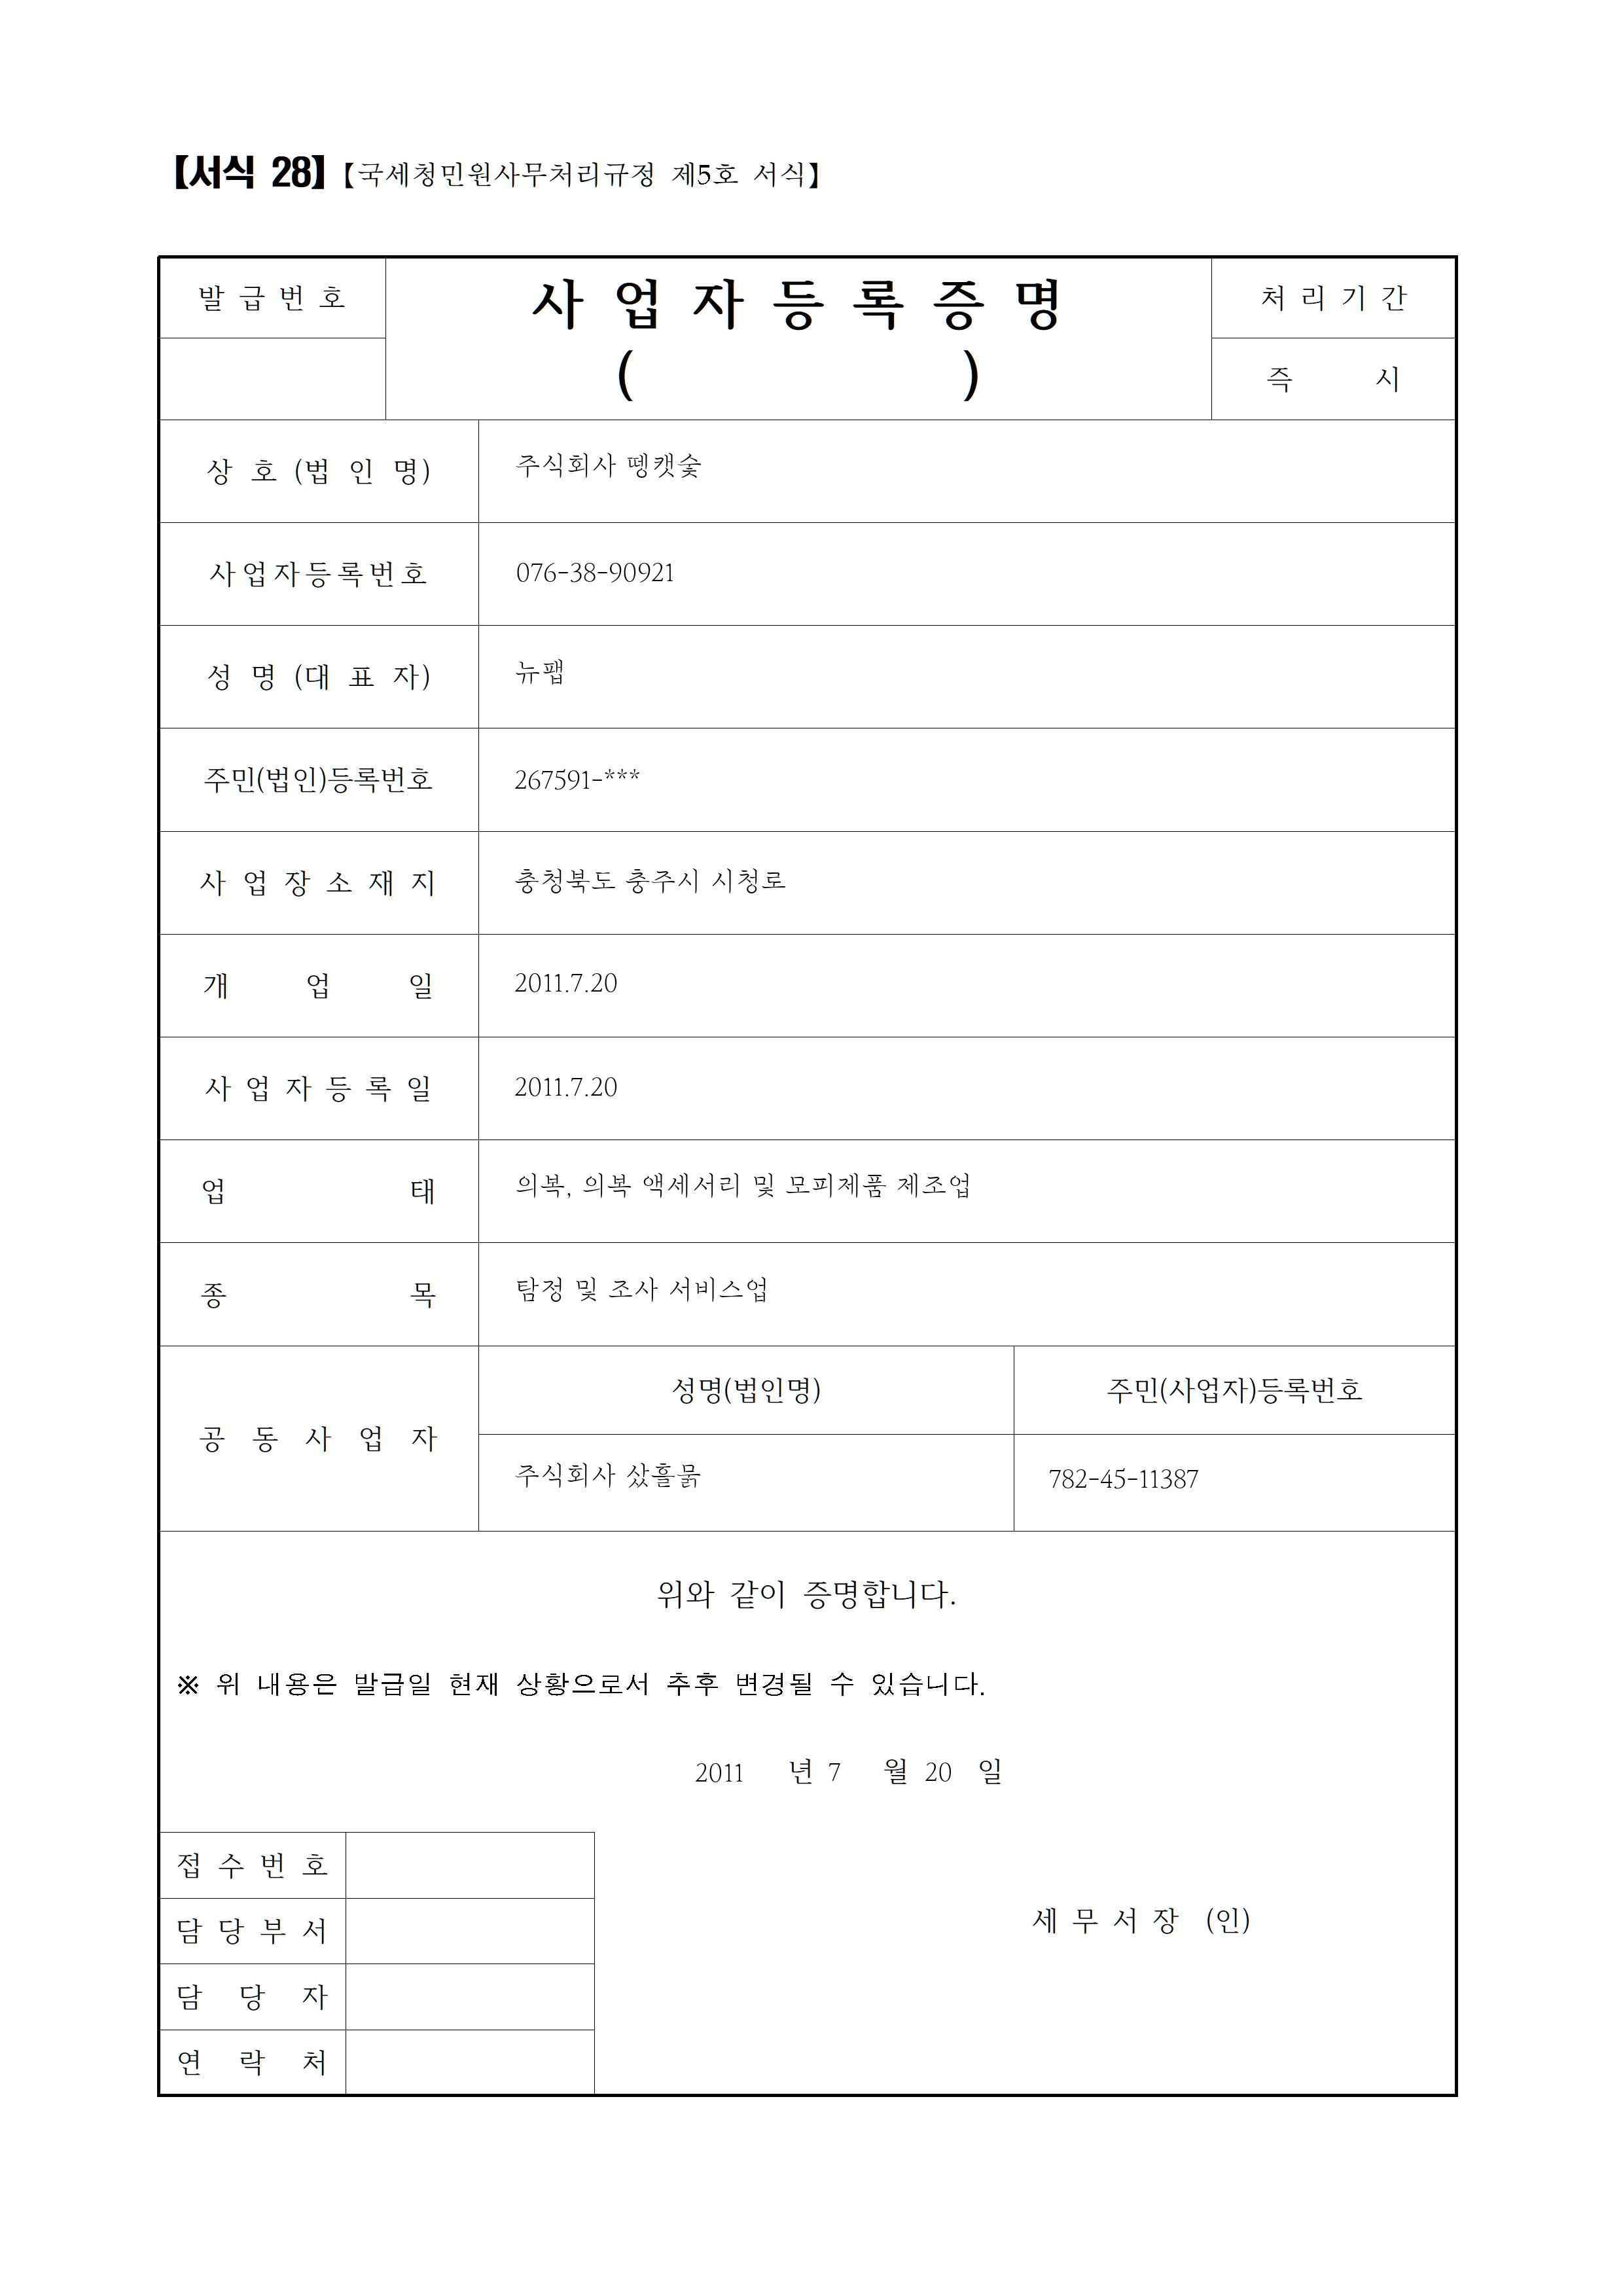 【서식 28】【국세청민원사무처리규정 제5호 서식】
발급번호
사업자등록증명
( )
처리기간
즉 시
상 호 (법 인 명) 주식회사 뗑캣숯
사업자등록번호 076-38-90921
성 명 (대 표 자) 뉴팹
주민(법인)등록번호 267591-***
사업장소재지 충청북도 충주시 시청로
개 업 일 2011.7.20
사업자등록일 2011.7.20
업 태 의복, 의복 액세서리 및 모피제품 제조업
종 목 탐정 및 조사 서비스업
공동사업자
성명(법인명) 주민(사업자)등록번호
주식회사 샀흘묽 782-45-11387
위와 같이 증명합니다.
※ 위 내용은 발급일 현재 상황으로서 추후 변경될 수 있습니다.
2011 년 7 월 20 일
접수번호
담당부서
세무서장 (인)
담 당 자
연 락 처